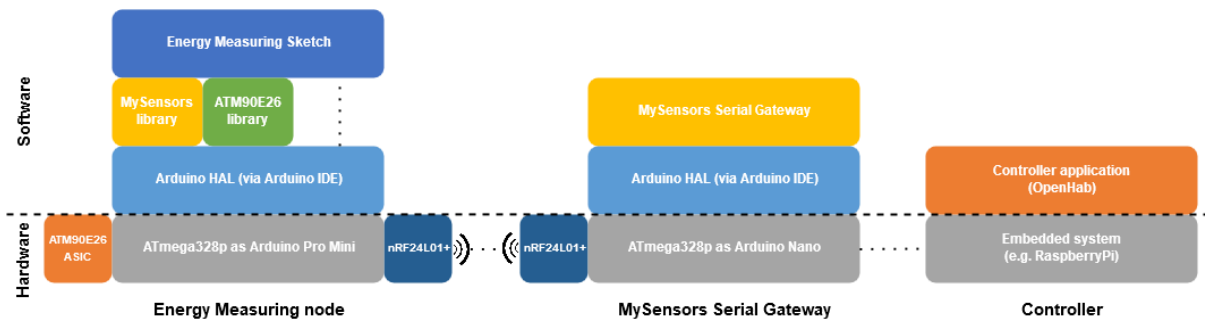 Software
Energy Measuring Sketch
MySensors
library
ATM90E26
library
MySensors Serial Gateway
Arduino HAL (via Arduino IDE)
Arduino HAL (via Arduino IDE)
Controller application
(OpenHab)
Hardware
ATM90E26
ASIC
ATmega328p as Arduino Pro Mini
nRF24L01+
nRF24L01+
ATmega328p as Arduino Nano
Embedded system
(e.g. RaspberryPi)
Energy Measuring node
MySensors Serial Gateway
Controller